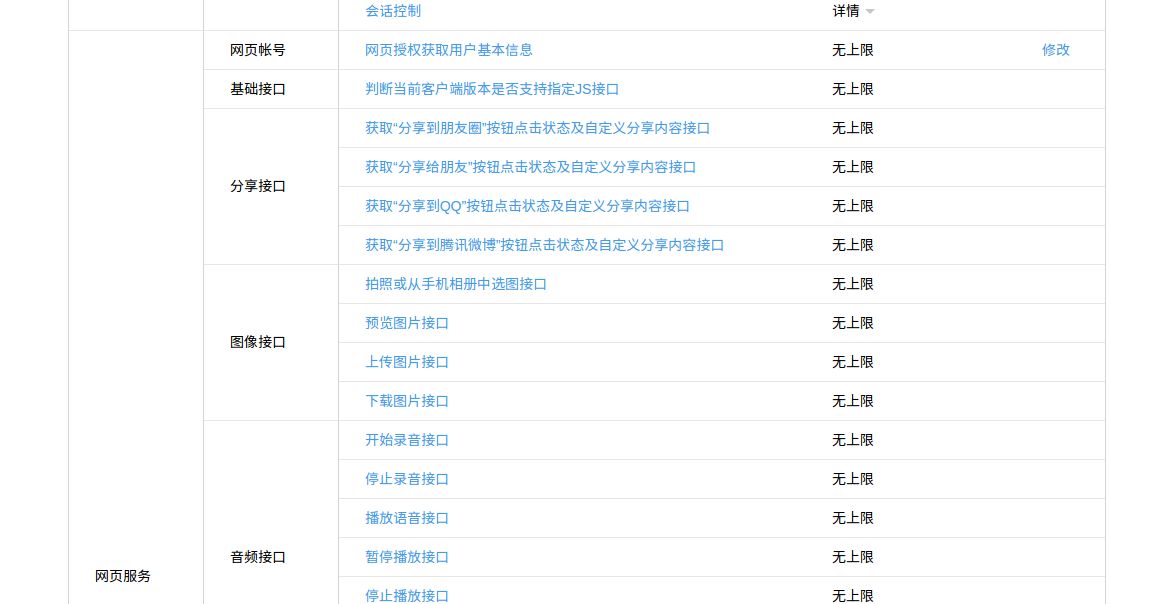 会话控制 详情
网页帐号 网页授权获取用户基本信息 无上限 修改
基础接口 判断当前客户端版本是否支持指定JS接口 无上限
获取“分享到朋友圈”按钮点击状态及自定义分享内容接口 无上限
获取“分享给朋友”按钮点击状态及自定义分享内容接口 无上限
分享接口
获取“分享到QQ”按钮点击状态及自定义分享内容接口 无上限
获取“分享到腾讯微博”按钮点击状态及自定义分享内容接口 无上限
拍照或从手机相册中选图接口 无上限
预览图片接口 无上限
图像接口
上传图片接口 无上限
下载图片接口 无上限
开始录音接口 无上限
停止录音接口 无上限
播放语音接口 无上限
音频接口 暂停播放接口 无上限
网页服务
停止播放接口 无上限